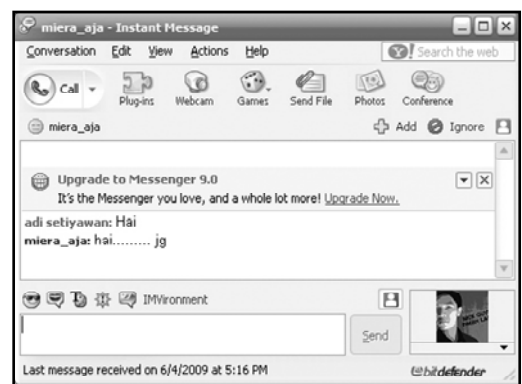 miera_aja - Instant Message
Conversation Edit View Actions Help
Y! Search the web
Call Plug-ins Webcam Games Send File Photos Conference
miera_aja Add Ignore
Upgrade to Messenger 9.0
It's the Messenger you love, and a whole lot more! Upgrade Now.
adi setiyawan: Hai
miera_aja: hai......... jg
IMVironment
Send
Last message received on 6/4/2009 at 5:16 PM
bitdefender